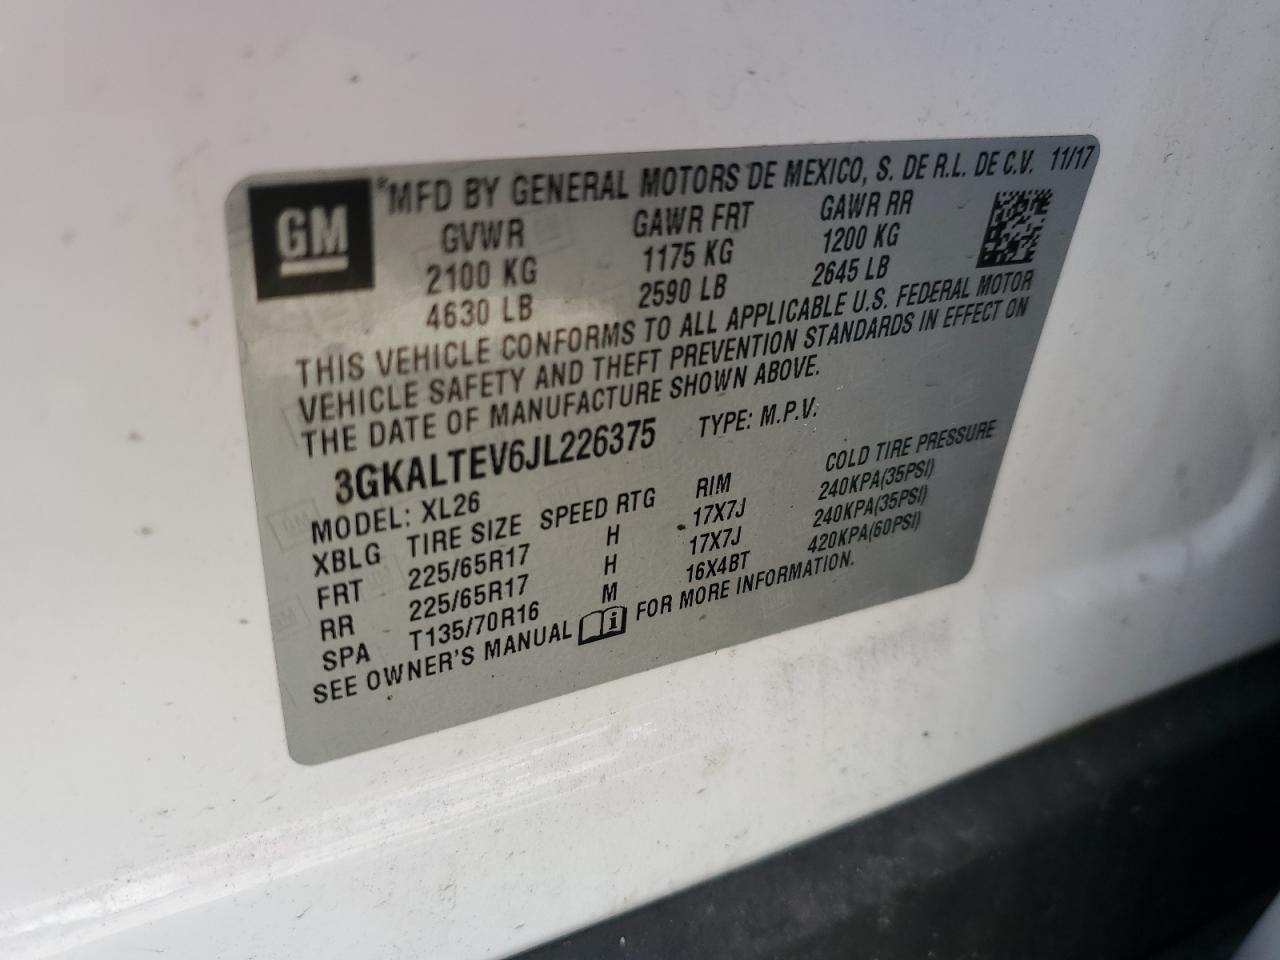 GM
*MFD BY GENERAL MOTORS DE MEXICO, S. DE R.L. DE C.V. 11/17
GVWR GAWR FRT GAWR RR
2100 KG 1175 KG 1200 KG
4630 LB 2590 LB 2645 LB
THIS VEHICLE CONFORMS TO ALL APPLICABLE U.S. FEDERAL MOTOR
VEHICLE SAFETY AND THEFT PREVENTION STANDARDS IN EFFECT ON
THE DATE OF MANUFACTURE SHOWN ABOVE.
3GKALTEV6JL226375 TYPE: M.P.V.
MODEL: XL26
XBLG TIRE SIZE SPEED RTG RIM COLD TIRE PRESSURE
FRT 225/65R17 H 17X7J 240KPA(35PSI)
RR 225/65R17 H 17X7J 240KPA(35PSI)
SPA T135/70R16 M 16X4BT 420KPA(60PSI)
SEE OWNER'S MANUAL i FOR MORE INFORMATION.